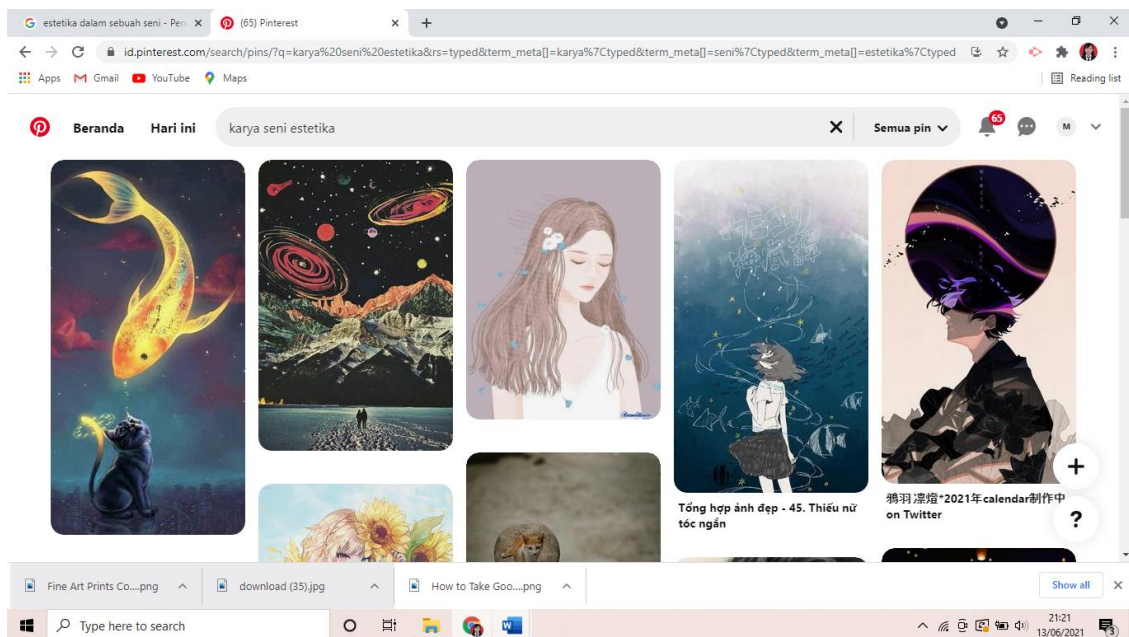 estetika dalam sebuah seni - Pen
(65) Pinterest
id.pinterest.com/search/pins/?q=karya%20seni%20estetika&rs=typed&term_meta[]=karya%7Ctyped&term_meta[]=seni%7Ctyped&term_meta[]=estetika%7Ctyped
Apps Gmail YouTube Maps Reading list
Beranda Hari ini karya seni estetika Semua pin 65 M
Tổng hợp ảnh đẹp - 45. Thiếu nữ
tóc ngắn
鴉羽凛燈*2021年calendar制作中
on Twitter
Fine Art Prints Co....png download (35).jpg How to Take Goo....png Show all
Type here to search
21:21
13/06/2021
3